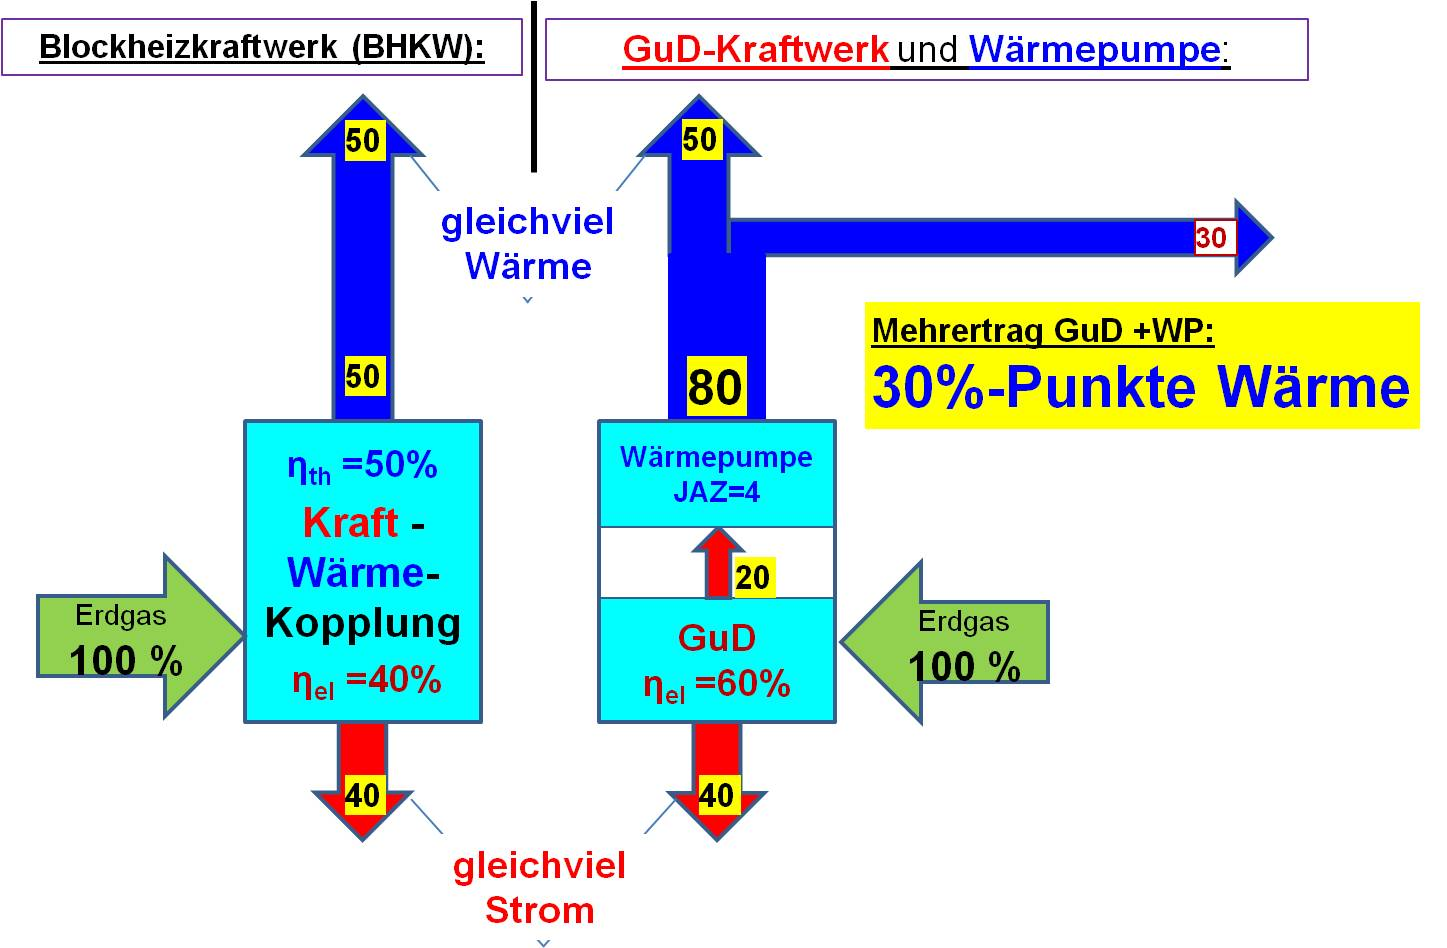 Blockheizkraftwerk (BHKW):
GuD-Kraftwerk und Wärmepumpe:
50
50
gleichviel
Wärme
30
Mehrertrag GuD +WP:
30%-Punkte Wärme
50
80
ηth =50%
Kraft -
Wärme-
Kopplung
ηel =40%
Wärmepumpe
JAZ=4
20
GuD
ηel =60%
Erdgas
100 %
Erdgas
100 %
40
40
gleichviel
Strom